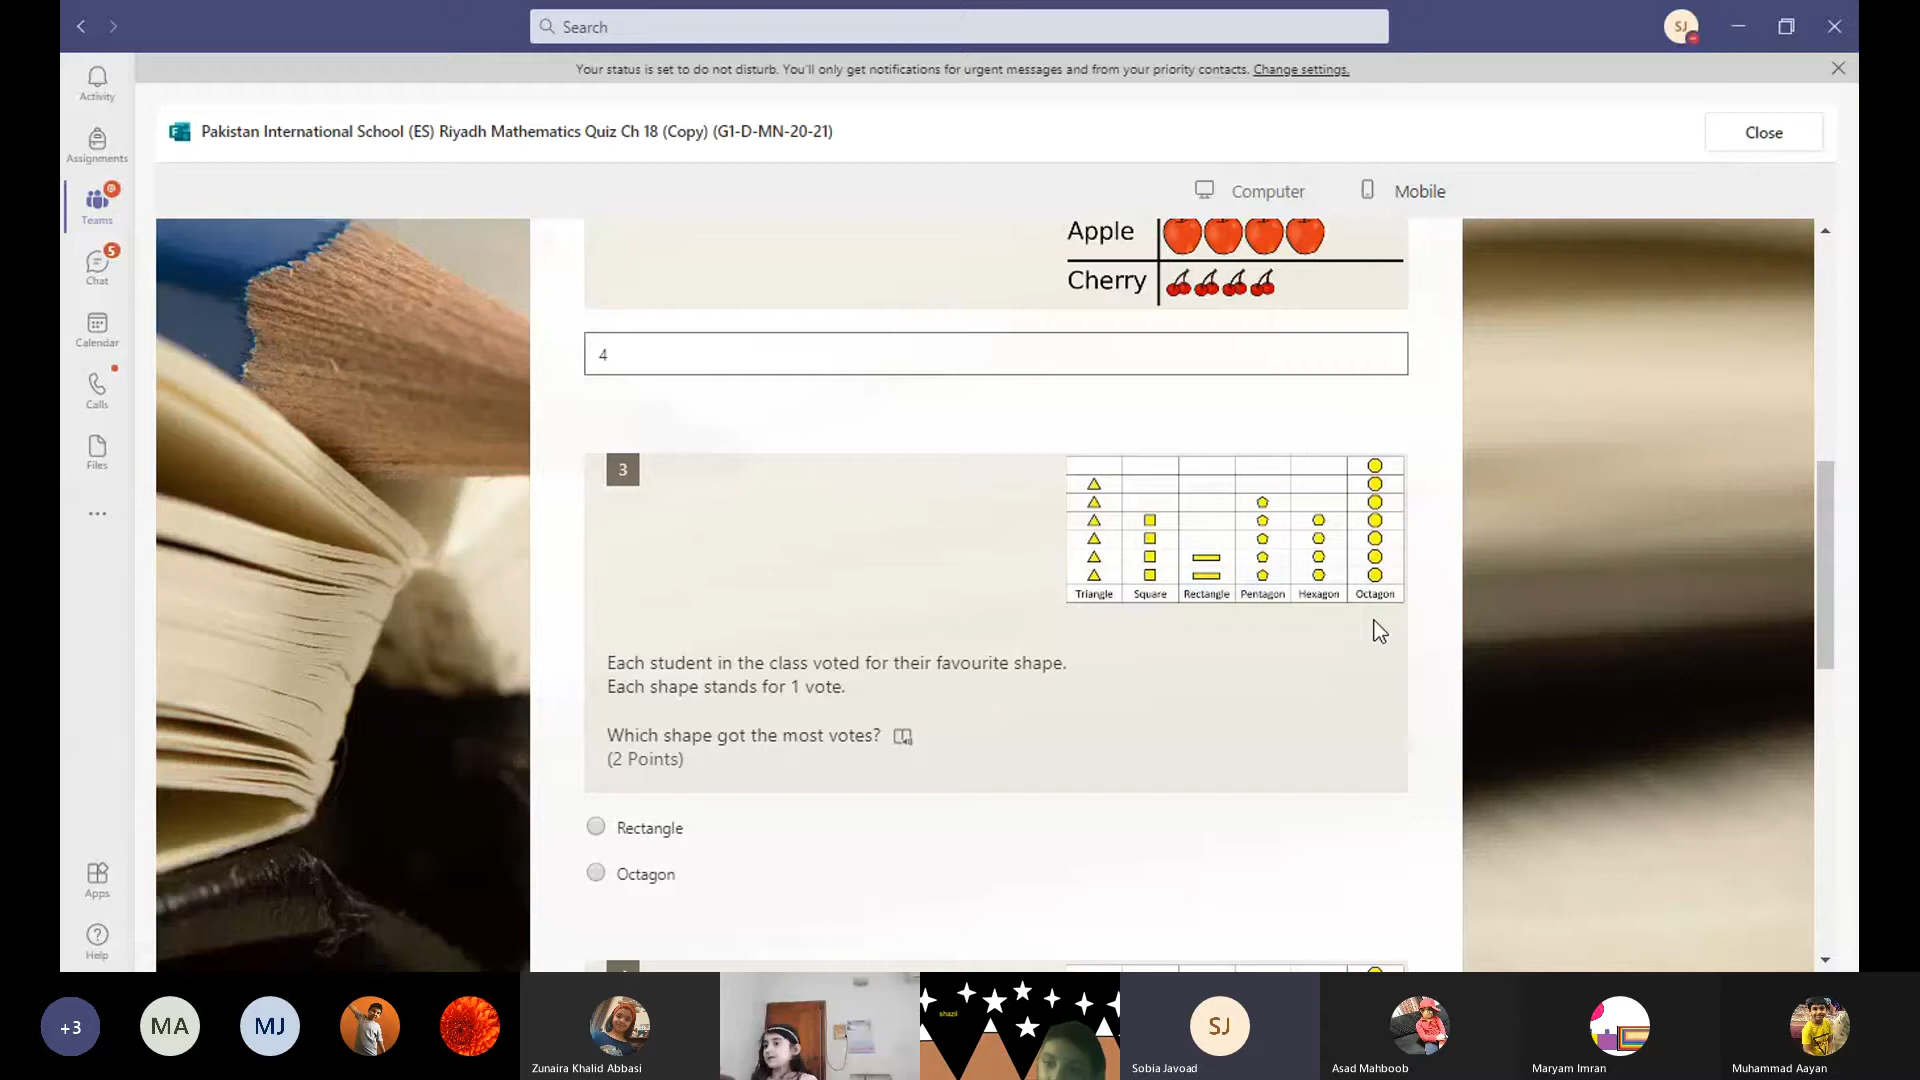 Search
SJ
Your status is set to do not disturb. You'll only get notifications for urgent messages and from your priority contacts. Change settings.
Activity
Assignments
Teams
Chat
5
Calendar
Calls
Files
Apps
Help
Pakistan International School (ES) Riyadh Mathematics Quiz Ch 18 (Copy) (G1-D-MN-20-21)
Close
Computer
Mobile
Apple
Cherry
4
3
Triangle Square Rectangle Pentagon Hexagon Octagon
Each student in the class voted for their favourite shape.
Each shape stands for 1 vote.
Which shape got the most votes?
(2 Points)
Rectangle
Octagon
+3
MA
MJ
Zunaira Khalid Abbasi
shazil
SJ
Sobia Javoad
Asad Mahboob
Maryam Imran
Muhammad Aayan